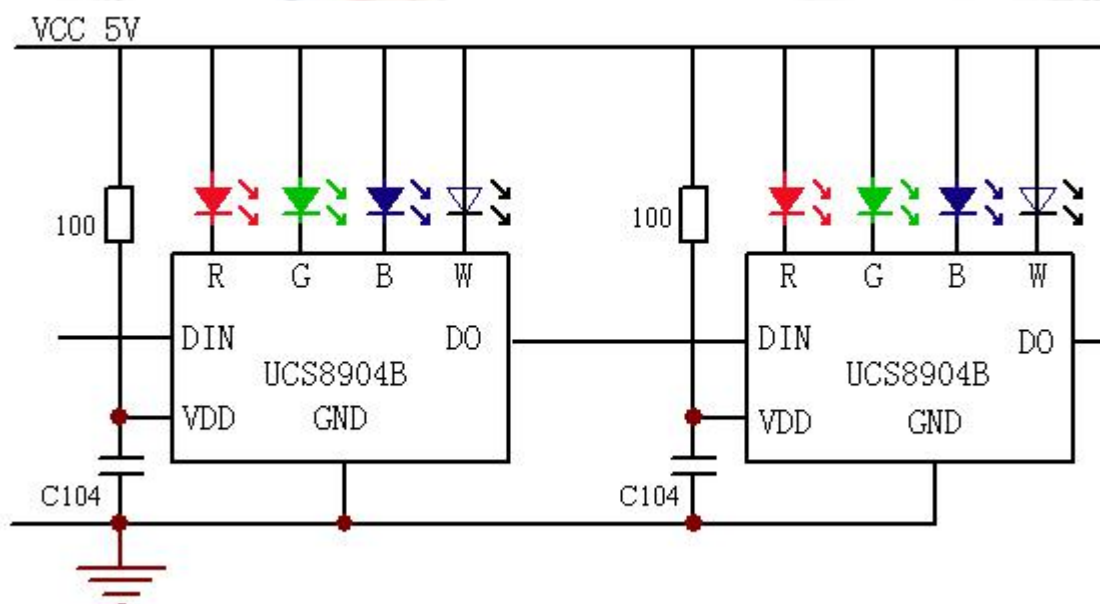 VCC 5V
100
R G B W
DIN DO
UCS8904B
VDD GND
C104
100
R G B W
DIN DO
UCS8904B
VDD GND
C104